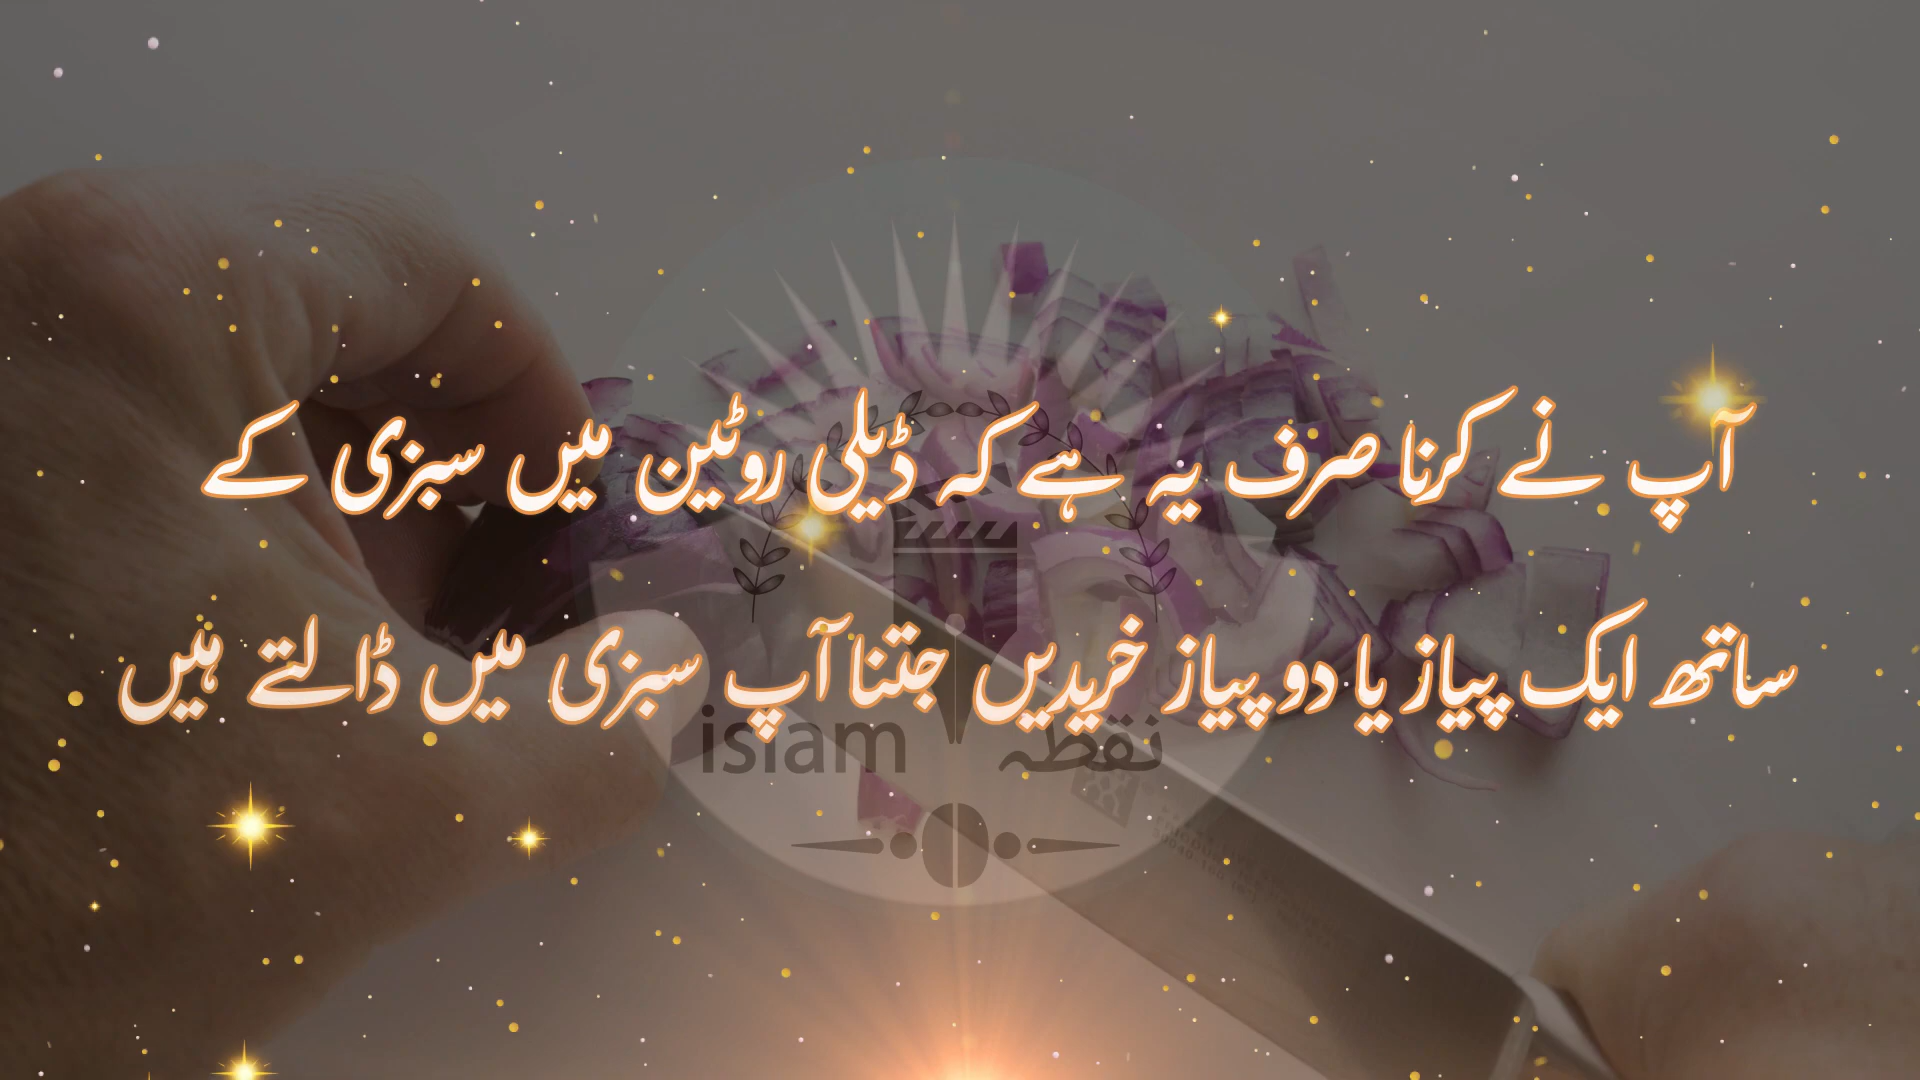 آپ نے کرنا صرف یہ ہے کہ ڈیلی روٹین میں سبزی کے
ساتھ ایک پیاز یا دو پیاز خریدیں جتنا آپ سبزی میں ڈالتے ہیں
islam نقطہ